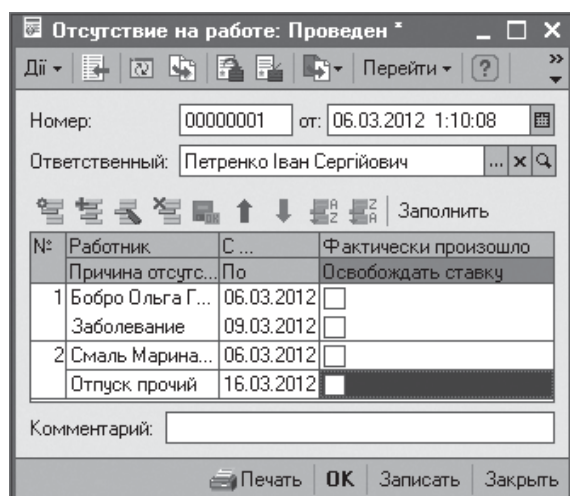 Отсутствие на работе: Проведен *
Дії Перейти ? »
Номер: 00000001 от: 06.03.2012 1:10:08
Ответственный: Петренко Іван Сергійович ... x
Заполнить
№ Работник С ... Фактически произошло
Причина отсутс... По Освобождать ставку
1 Бобро Ольга Г... 06.03.2012
Заболевание 09.03.2012
2 Смаль Марина... 06.03.2012
Отпуск прочий 16.03.2012
Комментарий:
Печать OK Записать Закрыть